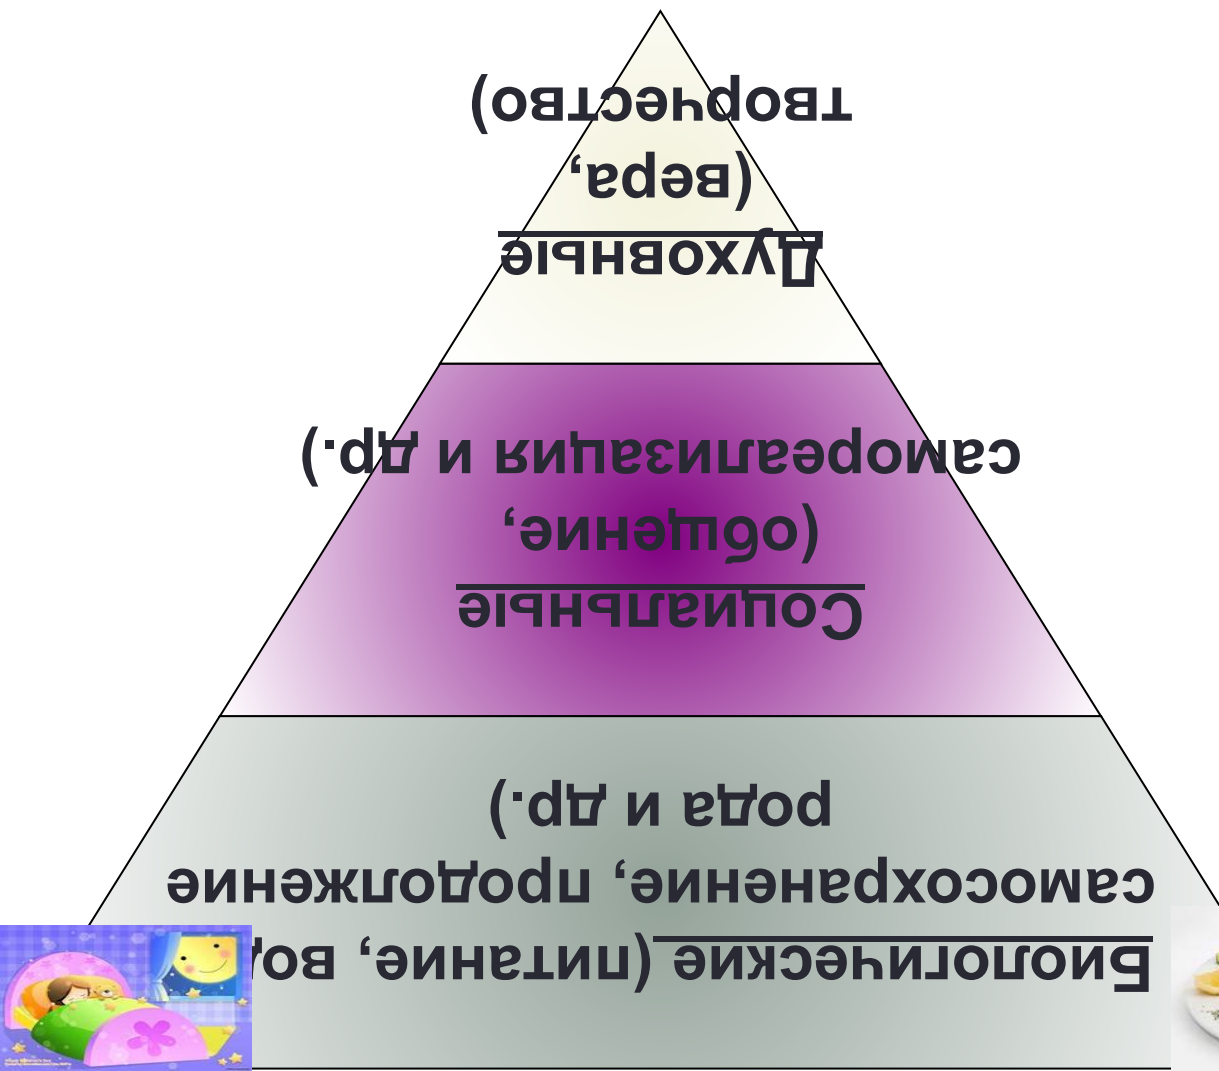 Биологические (питание,
самосохранение, продолжение
рода и др.)
Социальные
(общение,
самореализация и др.)
Духовные
(вера,
творчество)